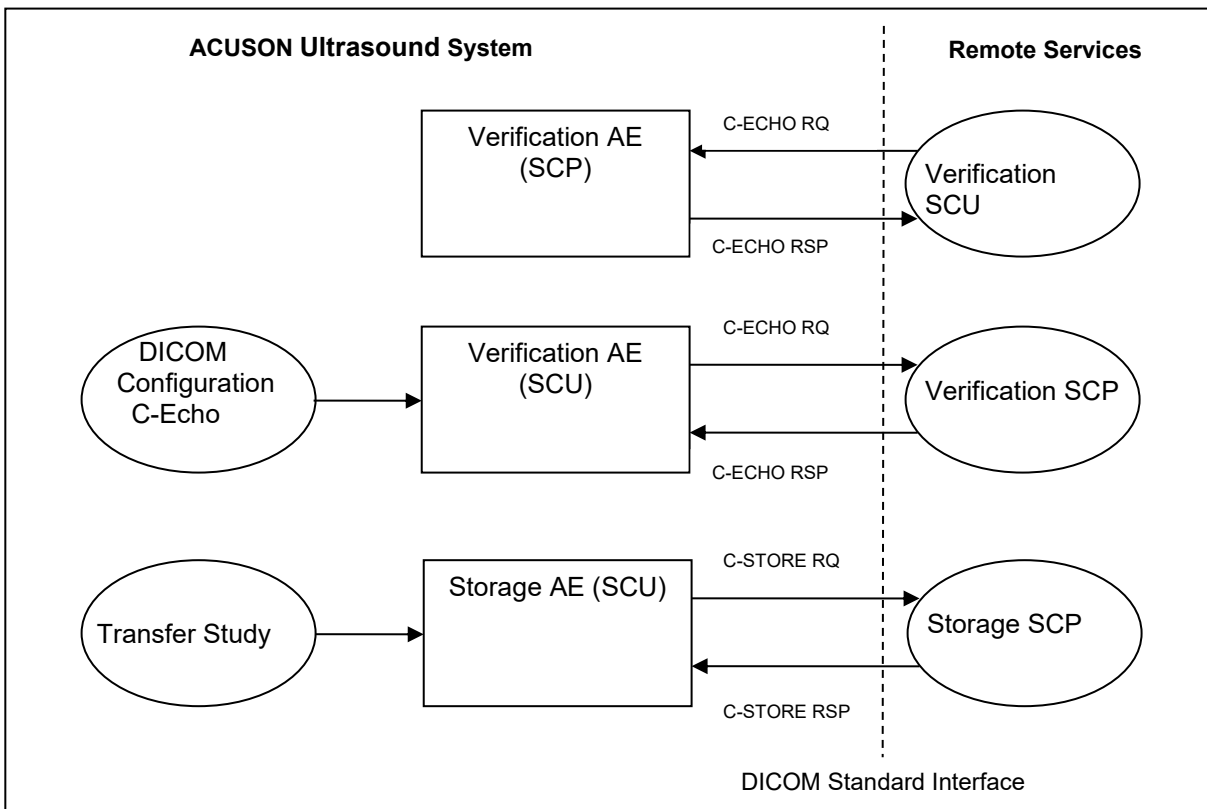 ACUSON Ultrasound System
Remote Services
Verification AE
(SCP)
C-ECHO RQ
C-ECHO RSP
Verification
SCU
DICOM
Configuration
C-Echo
Verification AE
(SCU)
C-ECHO RQ
C-ECHO RSP
Verification SCP
Transfer Study
Storage AE (SCU)
C-STORE RQ
C-STORE RSP
Storage SCP
DICOM Standard Interface